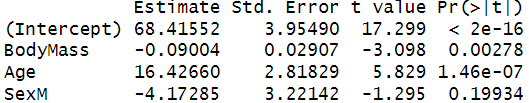 Estimate Std. Error t value Pr(>|t|)
(Intercept) 68.41552 3.95490 17.299 < 2e-16
BodyMass -0.09004 0.02907 -3.098 0.00278
Age 16.42660 2.81829 5.829 1.46e-07
SexM -4.17285 3.22142 -1.295 0.19934